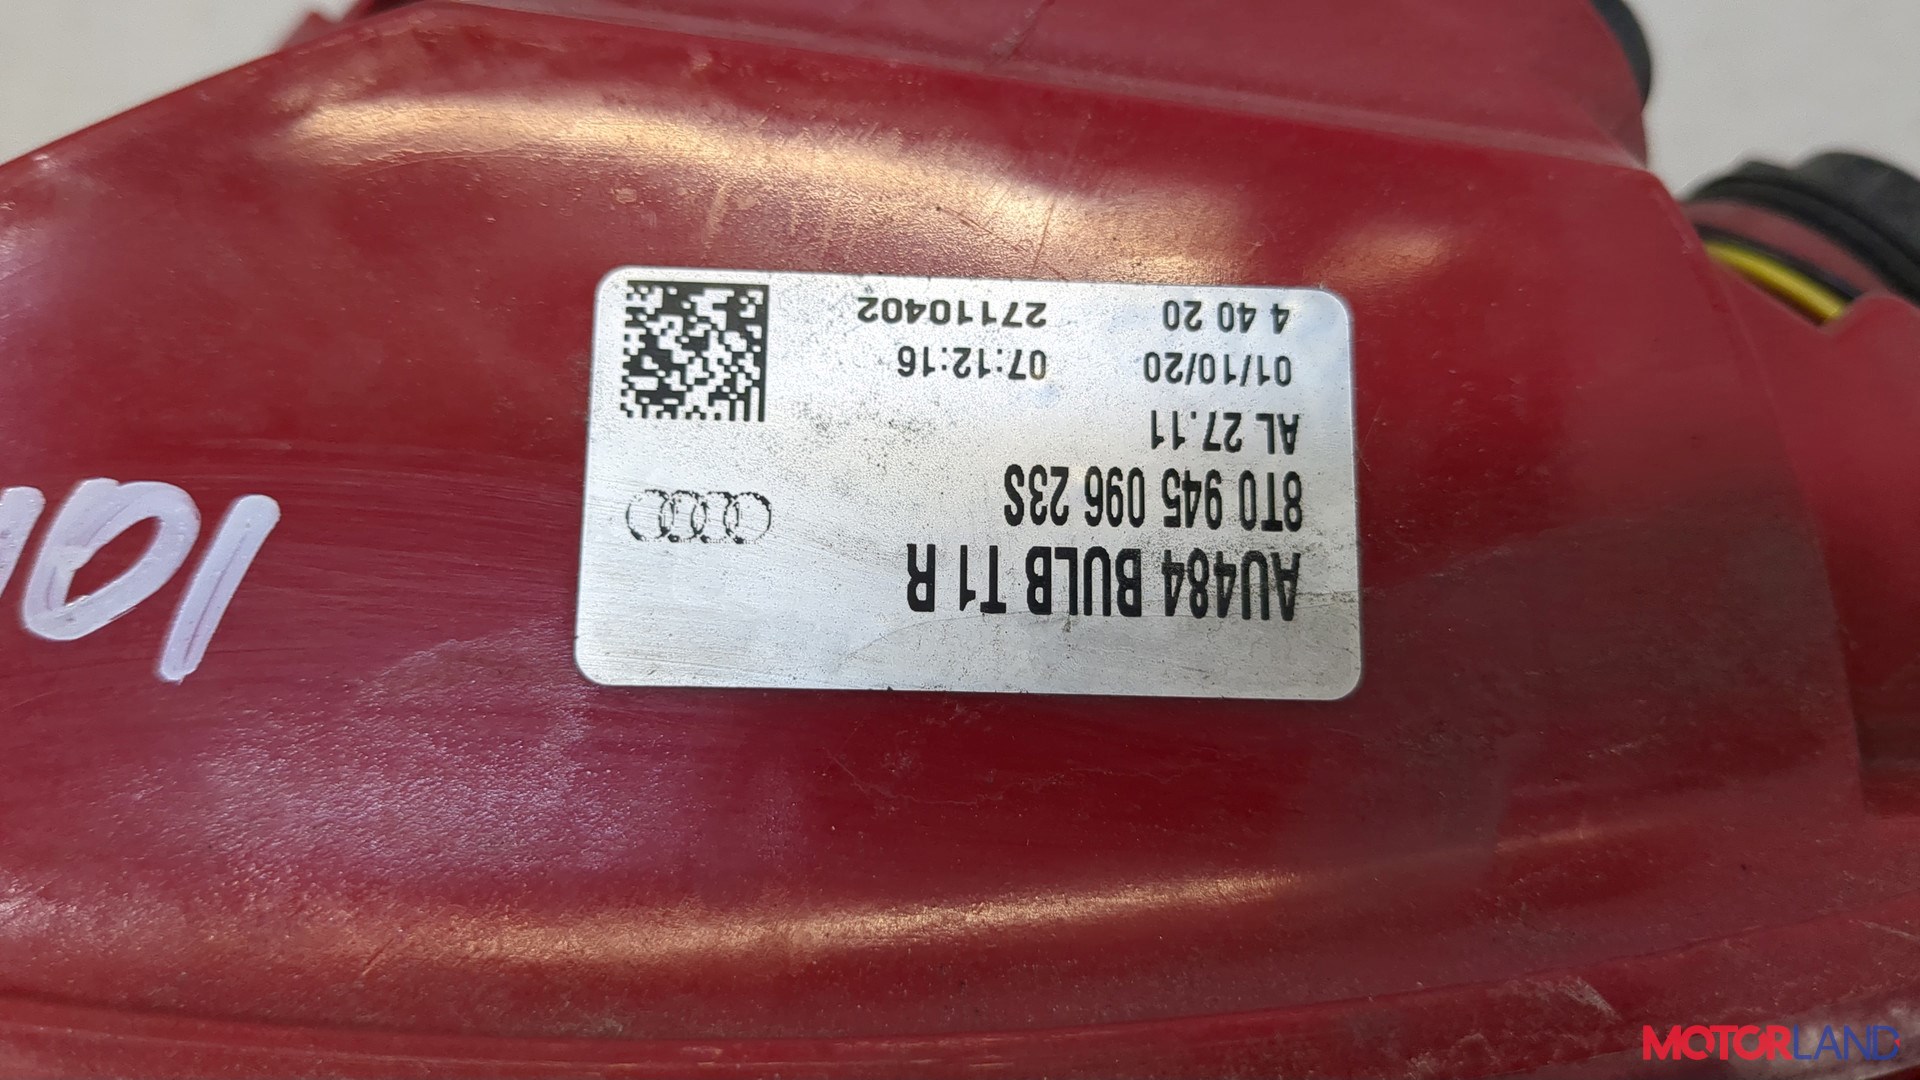 AU484 BULB T1 R
8T0 945 096 23S
AL 27.11
01/10/20 07:12:16
4 40 20 27110402
MOTORLAND